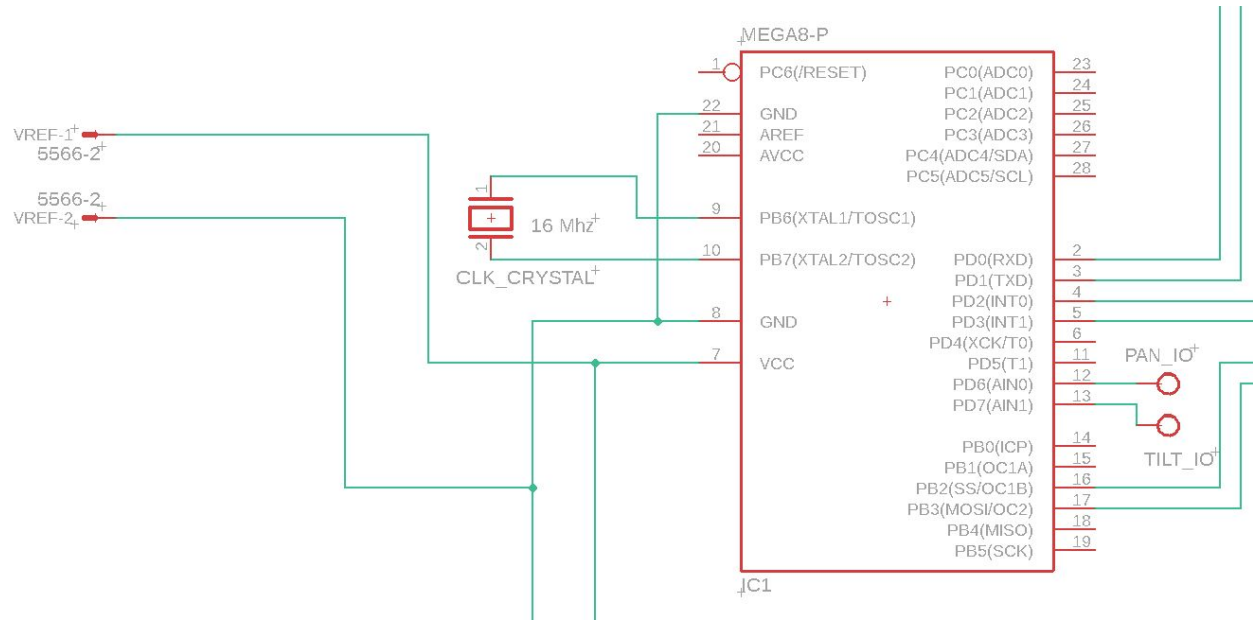 MEGA8-P
1 PC6(/RESET) PC0(ADC0) 23
PC1(ADC1) 24
22 GND PC2(ADC2) 25
21 AREF PC3(ADC3) 26
20 AVCC PC4(ADC4/SDA) 27
PC5(ADC5/SCL) 28
VREF-1
5566-2
5566-2
VREF-2
1
16 Mhz
2
CLK_CRYSTAL
9 PB6(XTAL1/TOSC1)
10 PB7(XTAL2/TOSC2) PD0(RXD) 2
PD1(TXD) 3
PD2(INT0) 4
8 GND PD3(INT1) 5
PD4(XCK/T0) 6
7 VCC PD5(T1) 11
PD6(AIN0) 12
PD7(AIN1) 13
PAN_IO
TILT_IO
PB0(ICP) 14
PB1(OC1A) 15
PB2(SS/OC1B) 16
PB3(MOSI/OC2) 17
PB4(MISO) 18
PB5(SCK) 19
IC1